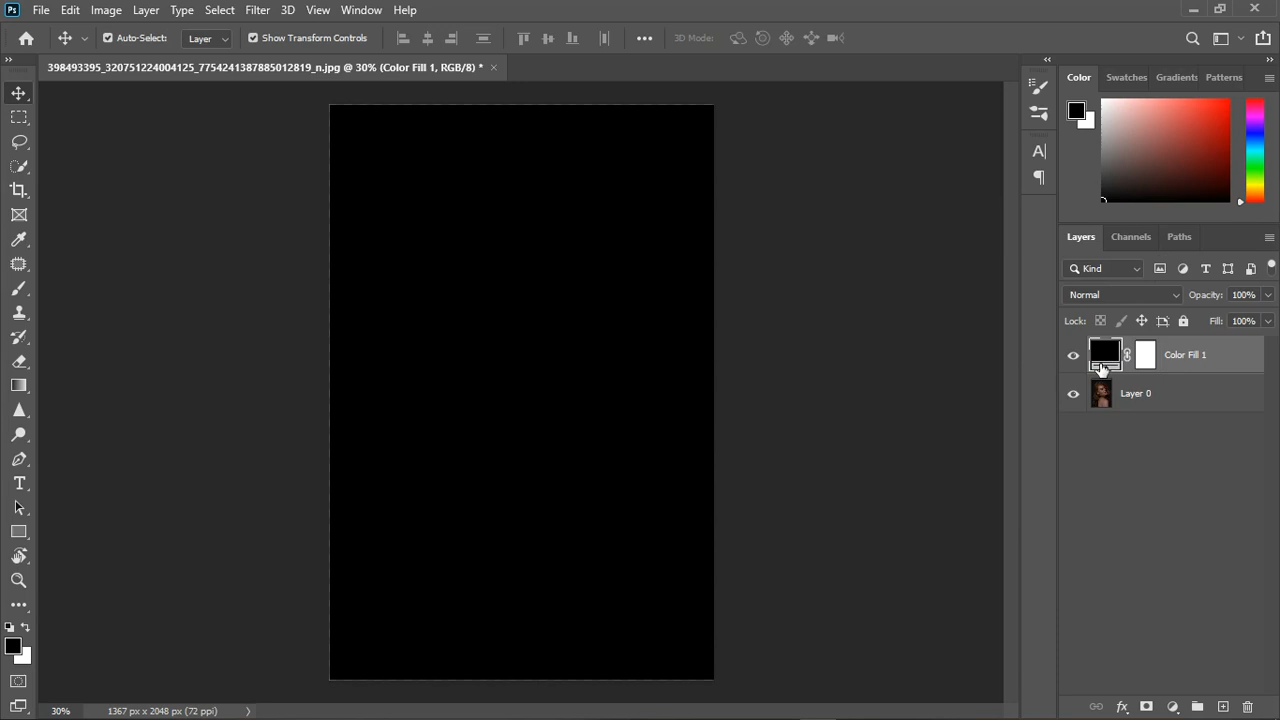 Ps File Edit Image Layer Type Select Filter 3D View Window Help
Auto-Select: Layer Show Transform Controls 3D Mode:
398493395_320751224004125_7754241387885012819_n.jpg @ 30% (Color Fill 1, RGB/8) *
Color Swatches Gradients Patterns
Layers Channels Paths
Kind
Normal Opacity: 100%
Lock: Fill: 100%
Color Fill 1
Layer 0
30% 1367 px x 2048 px (72 ppi)